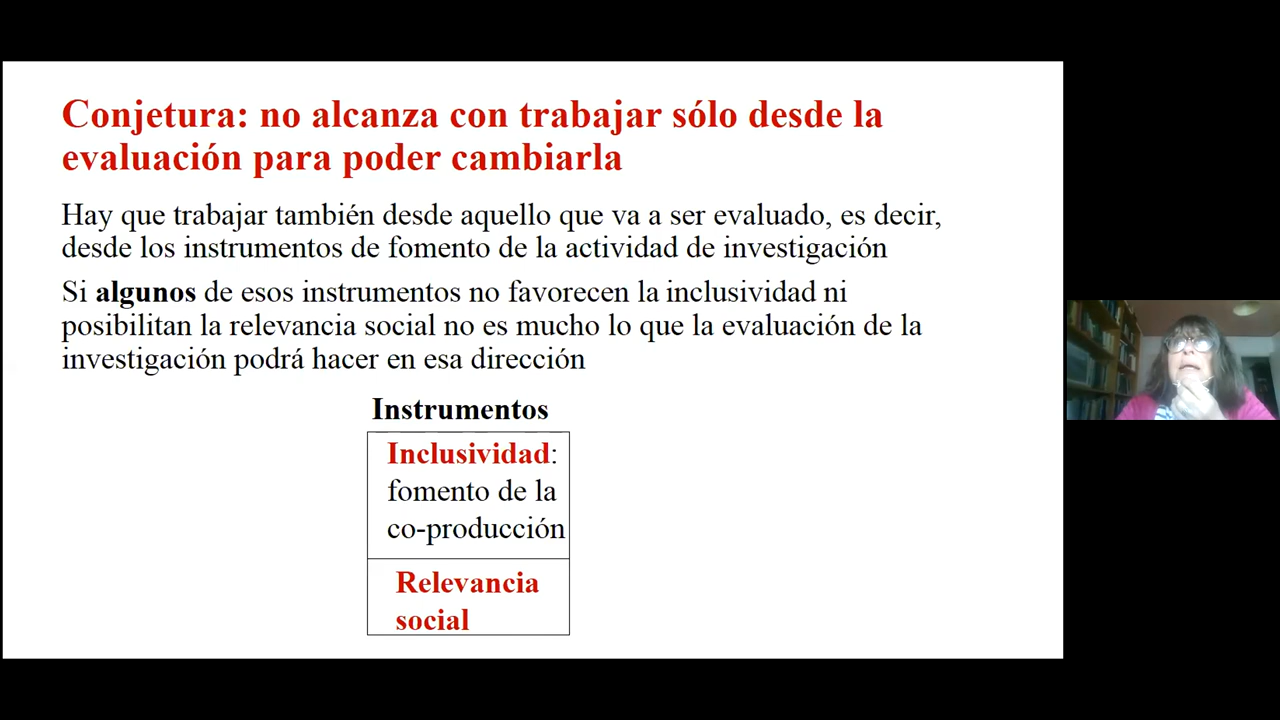 Conjetura: no alcanza con trabajar sólo desde la
evaluación para poder cambiarla
Hay que trabajar también desde aquello que va a ser evaluado, es decir,
desde los instrumentos de fomento de la actividad de investigación
Si algunos de esos instrumentos no favorecen la inclusividad ni
posibilitan la relevancia social no es mucho lo que la evaluación de la
investigación podrá hacer en esa dirección
Instrumentos
Inclusividad:
fomento de la
co-producción
Relevancia
social